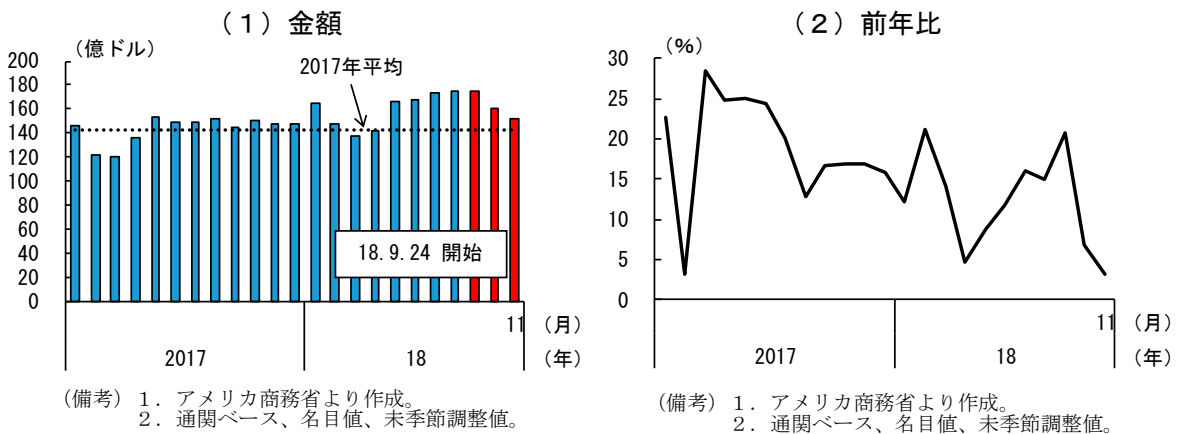 （１）金額
（億ドル）
200
180
160
140
120
100
80
60
40
20
0
2017年平均
18.9.24 開始
11 （月）
2017 18 （年）
（備考）１．アメリカ商務省より作成。
２．通関ベース、名目値、未季節調整値。
（２）前年比
（％）
30
25
20
15
10
5
0
11 （月）
2017 18 （年）
（備考）１．アメリカ商務省より作成。
２．通関ベース、名目値、未季節調整値。